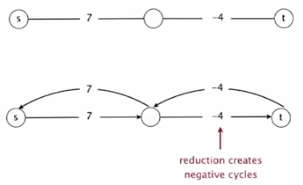 s 7 -4 t
7 -4
s 7 -4 t
reduction creates
negative cycles